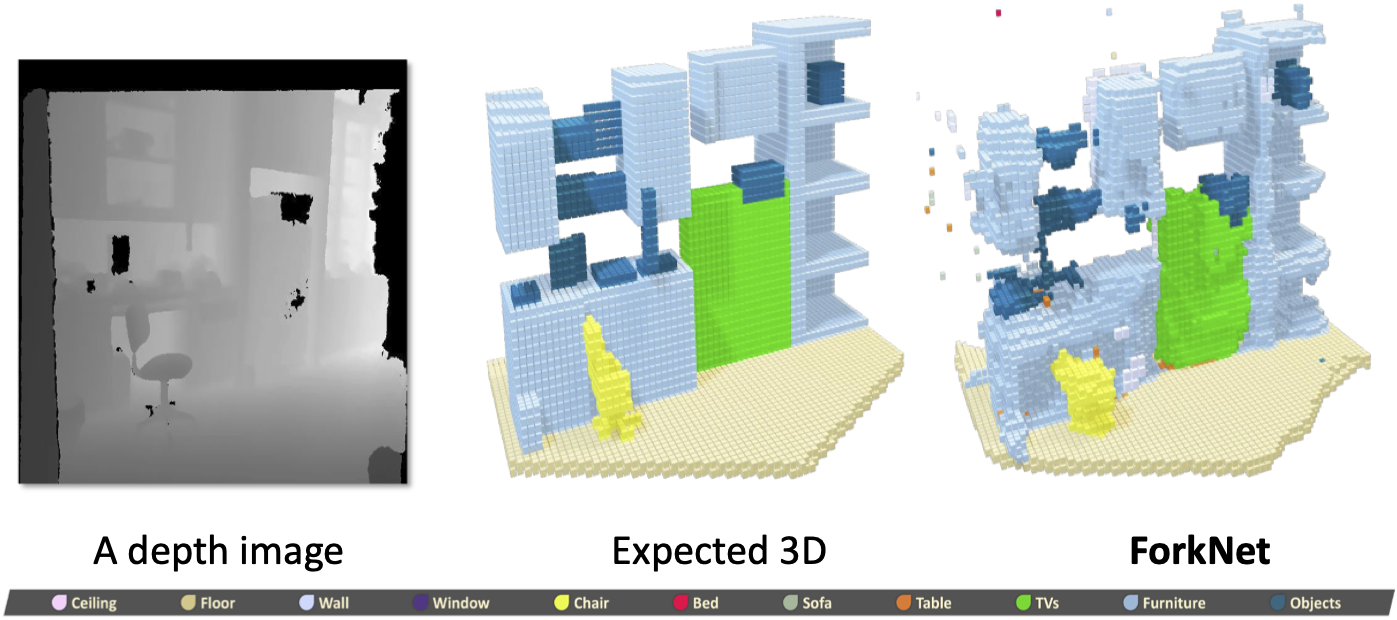 A depth image
Expected 3D
ForkNet
Ceiling Floor Wall Window Chair Bed Sofa Table TVs Furniture Objects